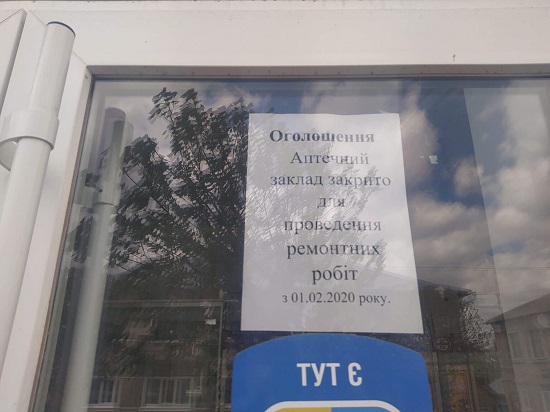 Оголошення
Аптечний
заклад закрито
для
проведення
ремонтних
робіт
з 01.02.2020 року.
ТУТ Є